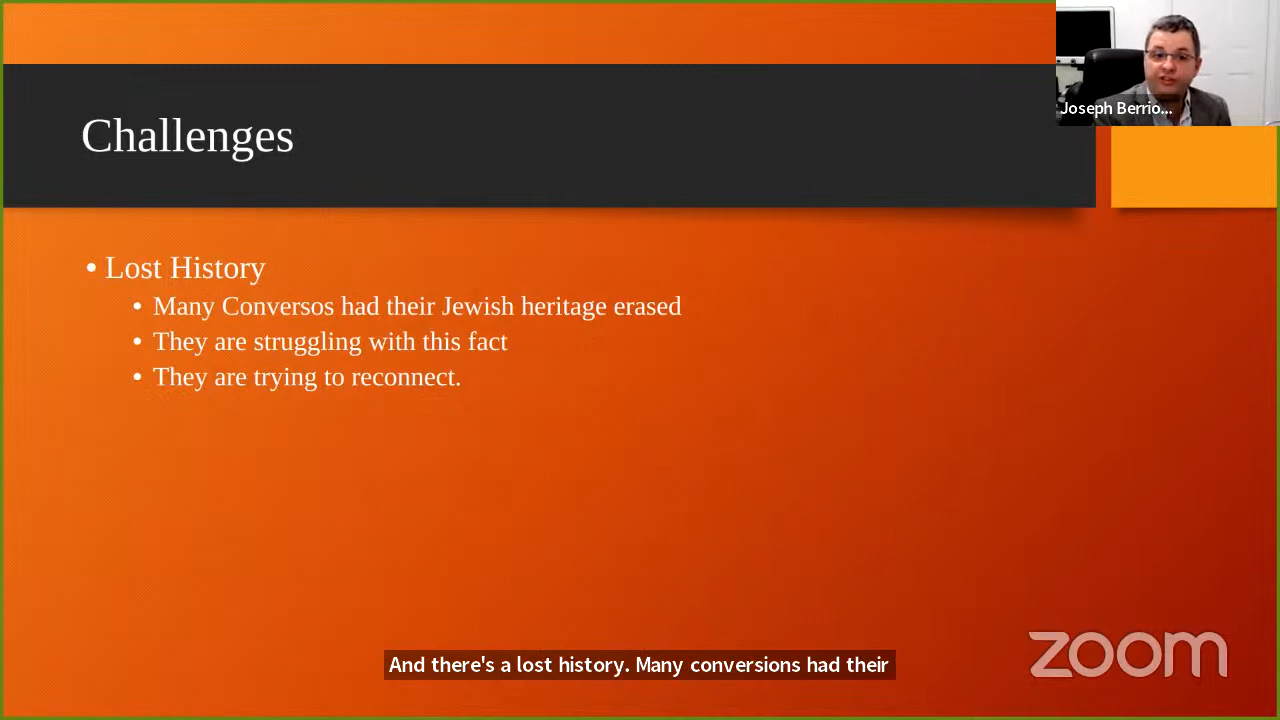 Joseph Berrio...
Challenges
• Lost History
• Many Conversos had their Jewish heritage erased
• They are struggling with this fact
• They are trying to reconnect.
And there's a lost history. Many conversions had their
zoom